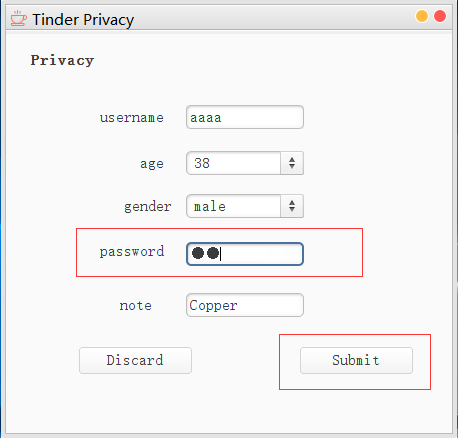 Tinder Privacy
Privacy
username aaaa
age 38
gender male
password ●●
note Copper
Discard Submit